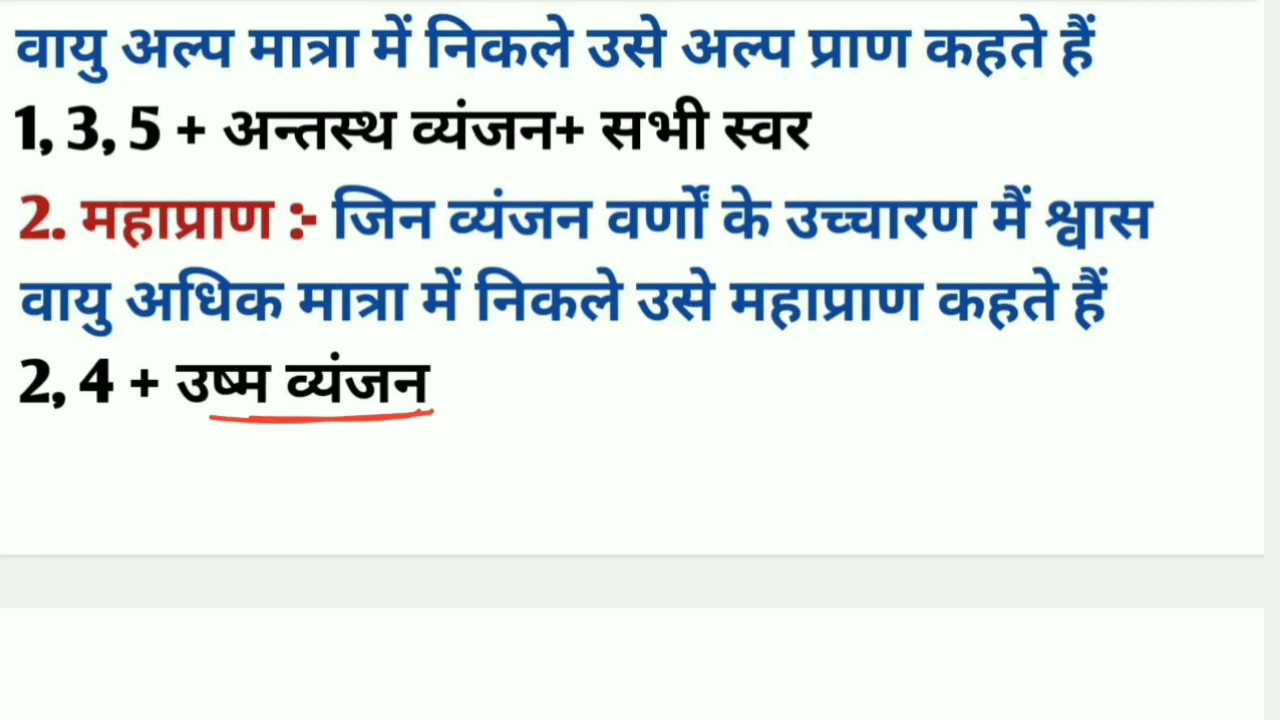 वायु अल्प मात्रा में निकले उसे अल्प प्राण कहते हैं
1, 3, 5 + अन्तस्थ व्यंजन+ सभी स्वर
2. महाप्राण :- जिन व्यंजन वर्णों के उच्चारण मैं श्वास
वायु अधिक मात्रा में निकले उसे महाप्राण कहते हैं
2, 4 + उष्म व्यंजन